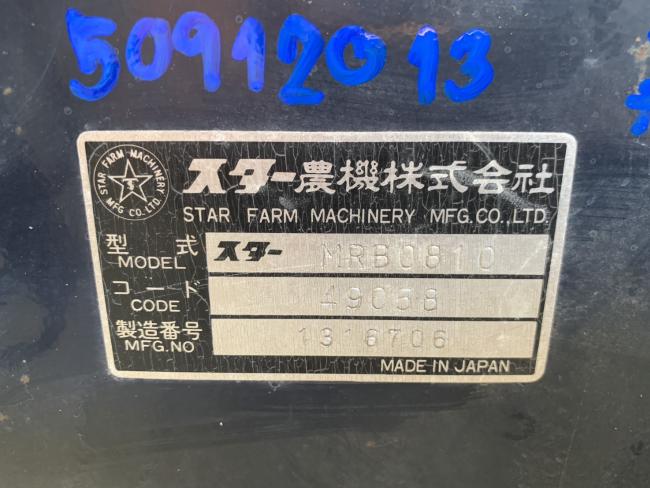 50912013
STAR FARM MACHINERY
MFG CO.LTD.
スター農機株式会社
STAR FARM MACHINERY MFG.CO.,LTD.
型式 スター MRB0810
MODEL
コード 49038
CODE
製造番号 1316706
MFG.NO
MADE IN JAPAN